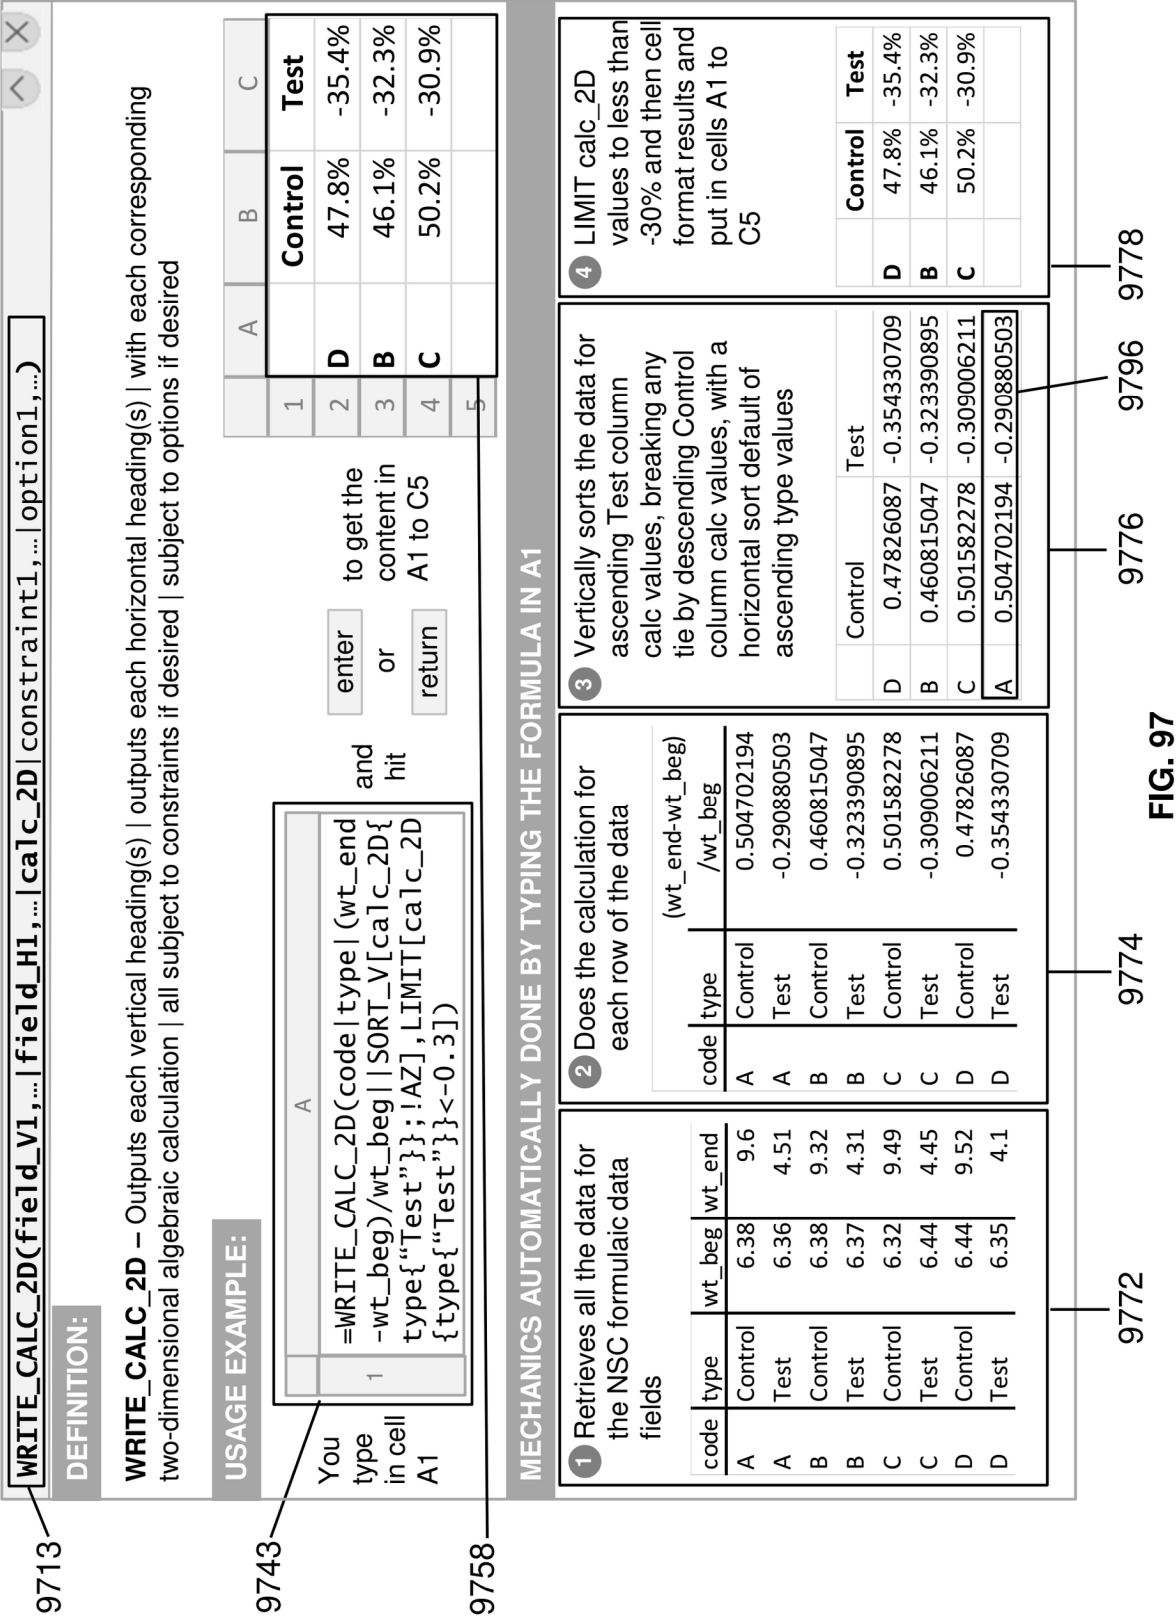 WRITE_CALC_2D(field_V1,…|field_H1,…|calc_2D|constraint1,…|option1,…)
9713
DEFINITION:
WRITE_CALC_2D – Outputs each vertical heading(s) | outputs each horizontal heading(s) | with each corresponding
two-dimensional algebraic calculation | all subject to constraints if desired | subject to options if desired
USAGE EXAMPLE:
9743
You
type
in cell
A1
A
1
=WRITE_CALC_2D(code|type|(wt_end
-wt_beg)/wt_beg||SORT_V[calc_2D{
type{“Test”}};!AZ],LIMIT[calc_2D
{type{“Test”}}<-0.3])
and
hit
enter
or
return
to get the
content in
A1 to C5
A B C
1 Control Test
2 D 47.8% -35.4%
3 B 46.1% -32.3%
4 C 50.2% -30.9%
5
9758
MECHANICS AUTOMATICALLY DONE BY TYPING THE FORMULA IN A1
1 Retrieves all the data for
the NSC formulaic data
fields
code type wt_beg wt_end
A Control 6.38 9.6
A Test 6.36 4.51
B Control 6.38 9.32
B Test 6.37 4.31
C Control 6.32 9.49
C Test 6.44 4.45
D Control 6.44 9.52
D Test 6.35 4.1
9772
2 Does the calculation for
each row of the data
(wt_end-wt_beg)
code type /wt_beg
A Control 0.504702194
A Test -0.290880503
B Control 0.460815047
B Test -0.323390895
C Control 0.501582278
C Test -0.309006211
D Control 0.47826087
D Test -0.354330709
9774
3 Vertically sorts the data for
ascending Test column
calc values, breaking any
tie by descending Control
column calc values, with a
horizontal sort default of
ascending type values
Control Test
D 0.47826087 -0.354330709
B 0.460815047 -0.323390895
C 0.501582278 -0.309006211
A 0.504702194 -0.290880503
9776
9796
4 LIMIT calc_2D
values to less than
-30% and then cell
format results and
put in cells A1 to
C5
Control Test
D 47.8% -35.4%
B 46.1% -32.3%
C 50.2% -30.9%
9778
FIG. 97